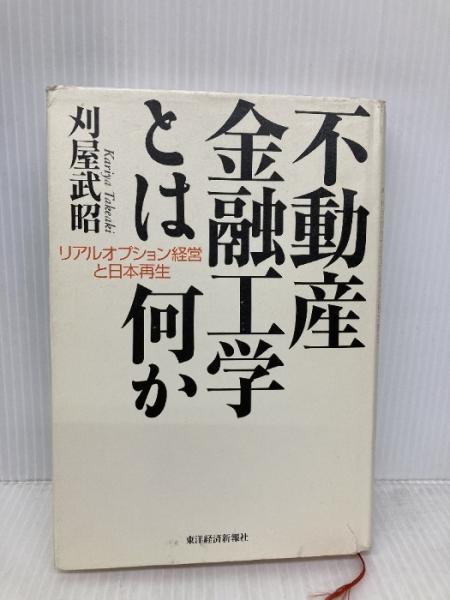 不動産
金融工学
とは何か
リアルオプション経営
と日本再生
刈屋武昭
Kariya Takeaki
東洋経済新報社